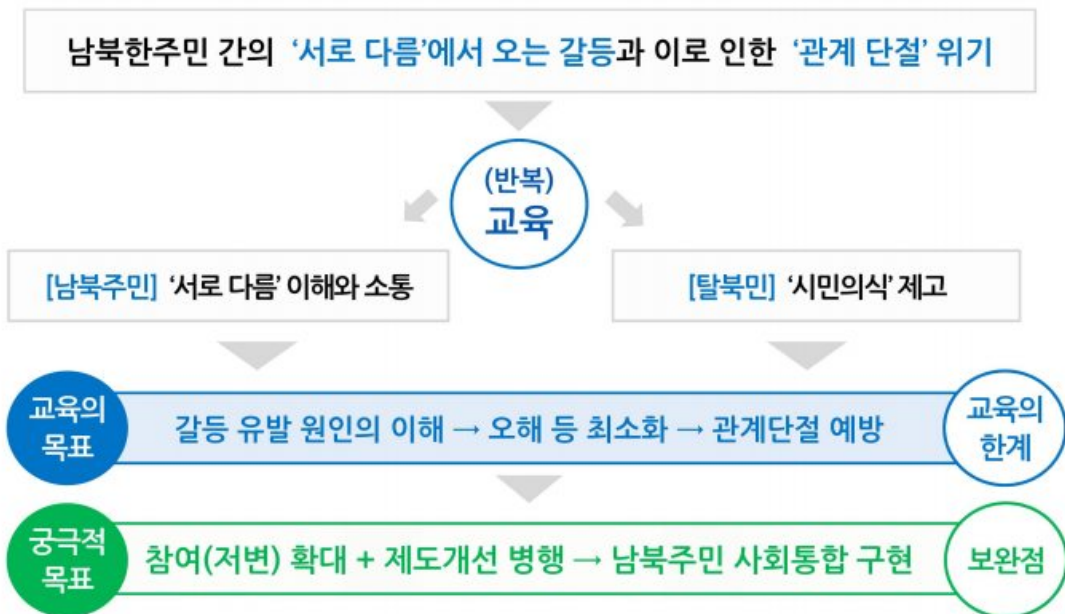 남북한주민 간의 ‘서로 다름’에서 오는 갈등과 이로 인한 ‘관계 단절’ 위기
(반복)
교육
[남북주민] ‘서로 다름’ 이해와 소통
[탈북민] ‘시민의식’ 제고
교육의
목표
갈등 유발 원인의 이해 → 오해 등 최소화 → 관계단절 예방
교육의
한계
궁극적
목표
참여(저변) 확대 + 제도개선 병행 → 남북주민 사회통합 구현
보완점